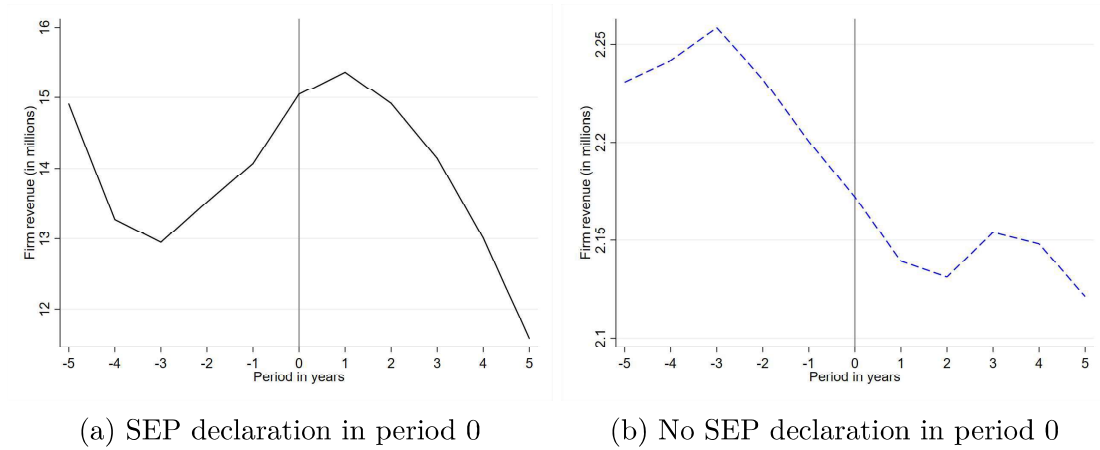 16
15
14
13
12
Firm revenue (in millions)
-5 -4 -3 -2 -1 0 1 2 3 4 5
Period in years
(a) SEP declaration in period 0
2.25
2.2
2.15
2.1
Firm revenue (in millions)
-5 -4 -3 -2 -1 0 1 2 3 4 5
Period in years
(b) No SEP declaration in period 0